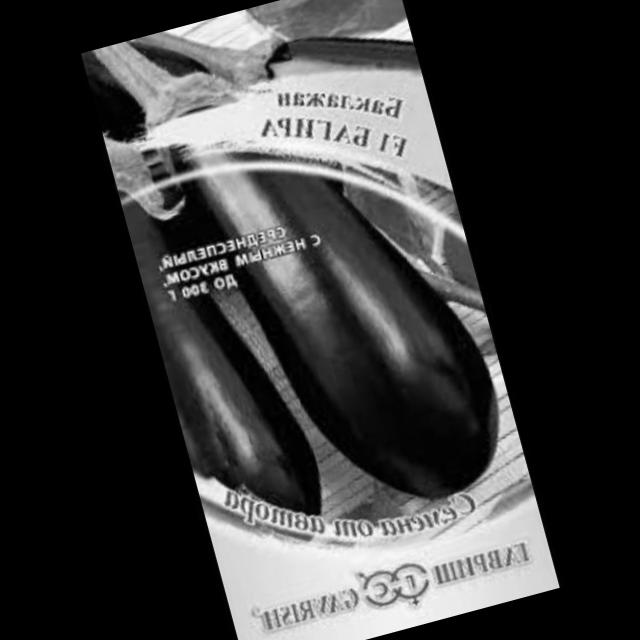 Баклажан
F1 БАГИРА
СРЕДНЕСПЕЛЫЙ,
С НЕЖНЫМ ВКУСОМ,
ДО 300 Г
Семена от автора
ГАВРИШ GAVRISH®